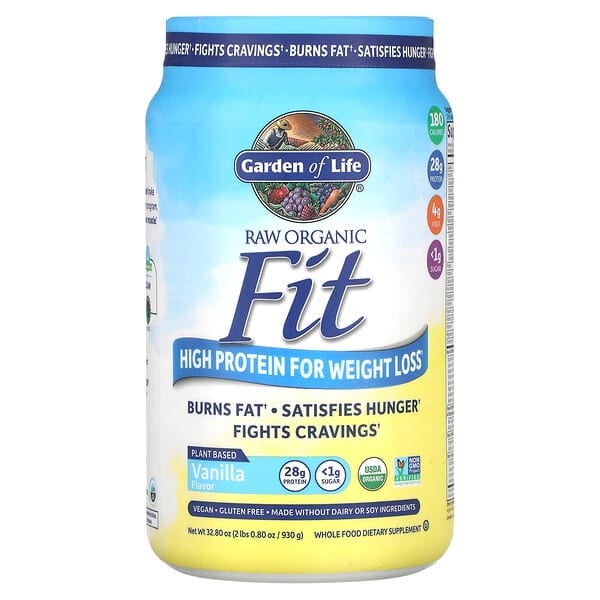 HUNGER† • FIGHTS CRAVINGS† • BURNS FAT† • SATISFIES HUNGER†
Garden of Life®
RAW ORGANIC
Fit
HIGH PROTEIN FOR WEIGHT LOSS†
BURNS FAT† • SATISFIES HUNGER†
FIGHTS CRAVINGS†
PLANT BASED
Vanilla
Flavor
28g
PROTEIN
<1g
SUGAR
USDA
ORGANIC
NON
GMO
Project
VERIFIED
VEGAN • GLUTEN FREE • MADE WITHOUT DAIRY OR SOY INGREDIENTS
Net Wt 32.80 oz (2 lbs 0.80 oz / 930 g)
WHOLE FOOD DIETARY SUPPLEMENT
180
CALORIES
28g
PROTEIN
4g
FIBER
<1g
SUGAR